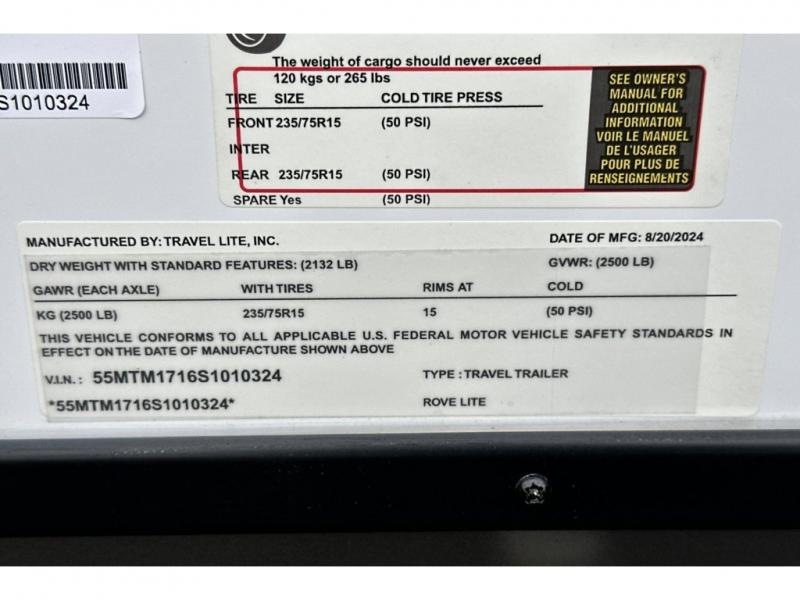 S1010324
The weight of cargo should never exceed
120 kgs or 265 lbs
TIRE SIZE COLD TIRE PRESS
FRONT 235/75R15 (50 PSI)
INTER
REAR 235/75R15 (50 PSI)
SPARE Yes (50 PSI)
SEE OWNER'S
MANUAL FOR
ADDITIONAL
INFORMATION
VOIR LE MANUEL
DE L'USAGER
POUR PLUS DE
RENSEIGNEMENTS
MANUFACTURED BY: TRAVEL LITE, INC. DATE OF MFG: 8/20/2024
DRY WEIGHT WITH STANDARD FEATURES: (2132 LB) GVWR: (2500 LB)
GAWR (EACH AXLE) WITH TIRES RIMS AT COLD
KG (2500 LB) 235/75R15 15 (50 PSI)
THIS VEHICLE CONFORMS TO ALL APPLICABLE U.S. FEDERAL MOTOR VEHICLE SAFETY STANDARDS IN
EFFECT ON THE DATE OF MANUFACTURE SHOWN ABOVE
V.I.N.: 55MTM1716S1010324 TYPE : TRAVEL TRAILER
*55MTM1716S1010324* ROVE LITE